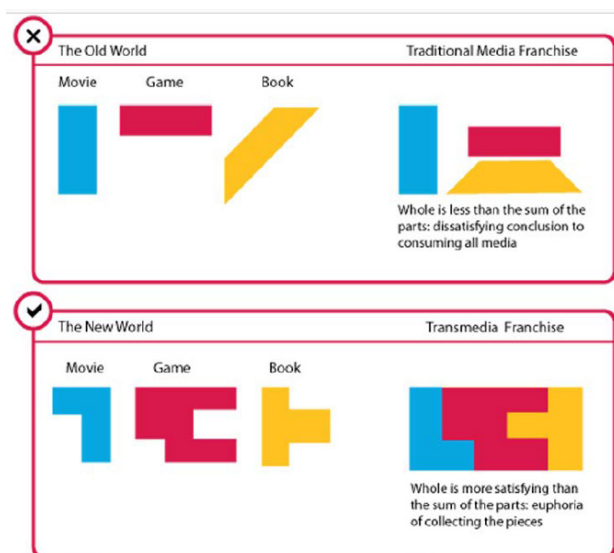 The Old World
Traditional Media Franchise
Movie
Game
Book
Whole is less than the sum of the
parts: dissatisfying conclusion to
consuming all media
The New World
Transmedia Franchise
Movie
Game
Book
Whole is more satisfying than
the sum of the parts: euphoria
of collecting the pieces